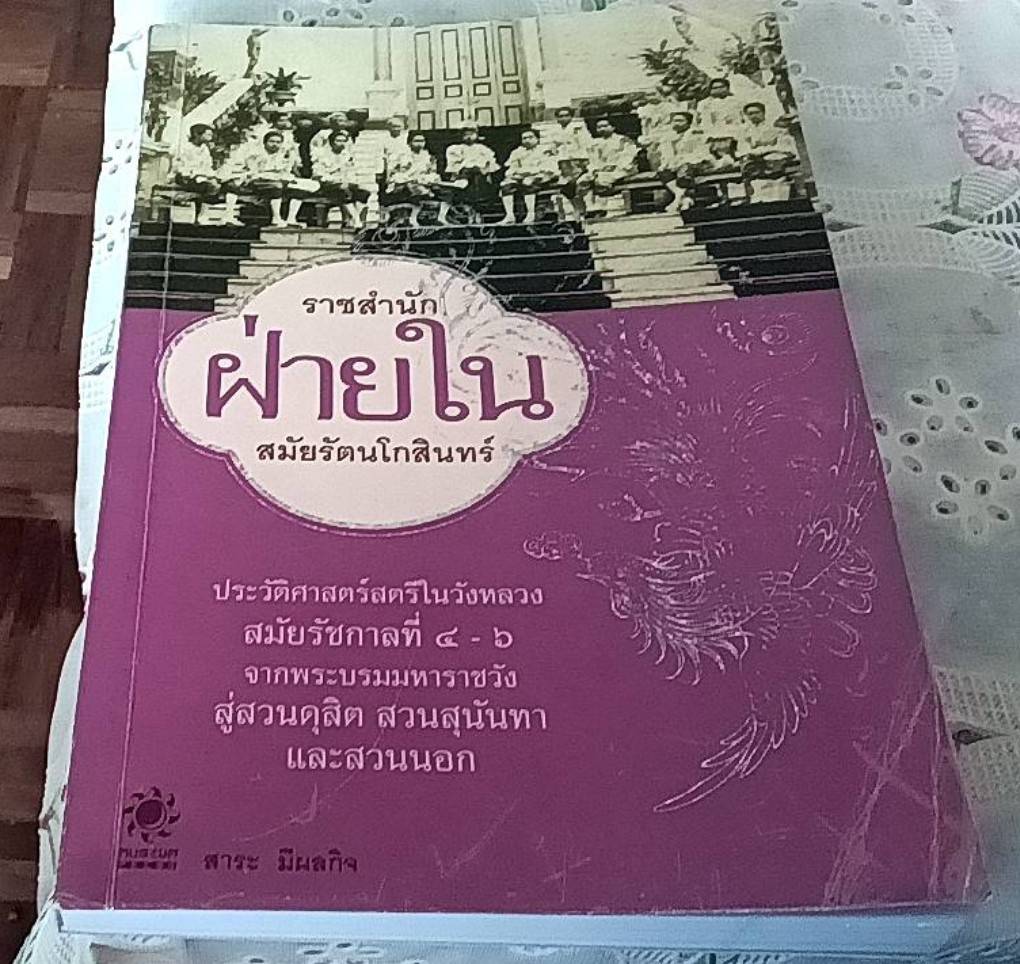 ราชสำนัก
ฝ่ายใน
สมัยรัตนโกสินทร์
ประวัติศาสตร์สตรีในวังหลวง
สมัยรัชกาลที่ ๔ - ๖
จากพระบรมมหาราชวัง
สู่สวนดุสิต สวนสุนันทา
และสวนนอก
MUSEUM
สาระ มีผลกิจ